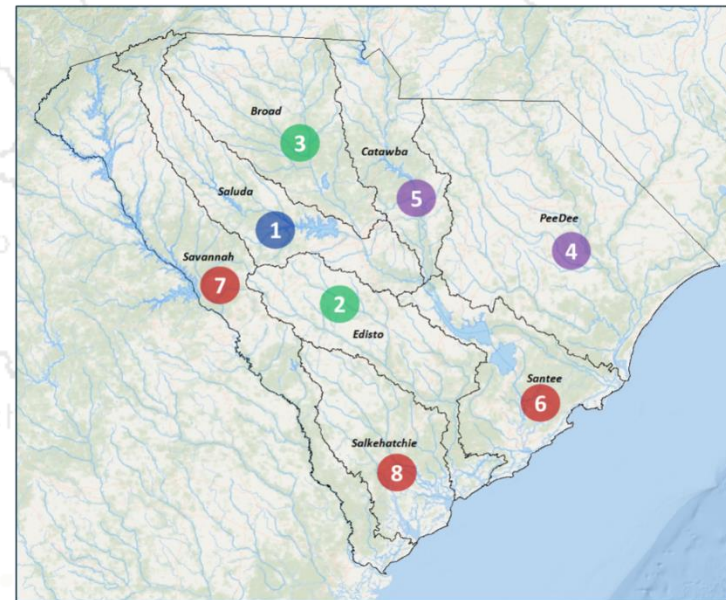 Broad
3
Catawba
5
Saluda
1
PeeDee
4
Savannah
7
2
Edisto
Santee
6
Salkehatchie
8